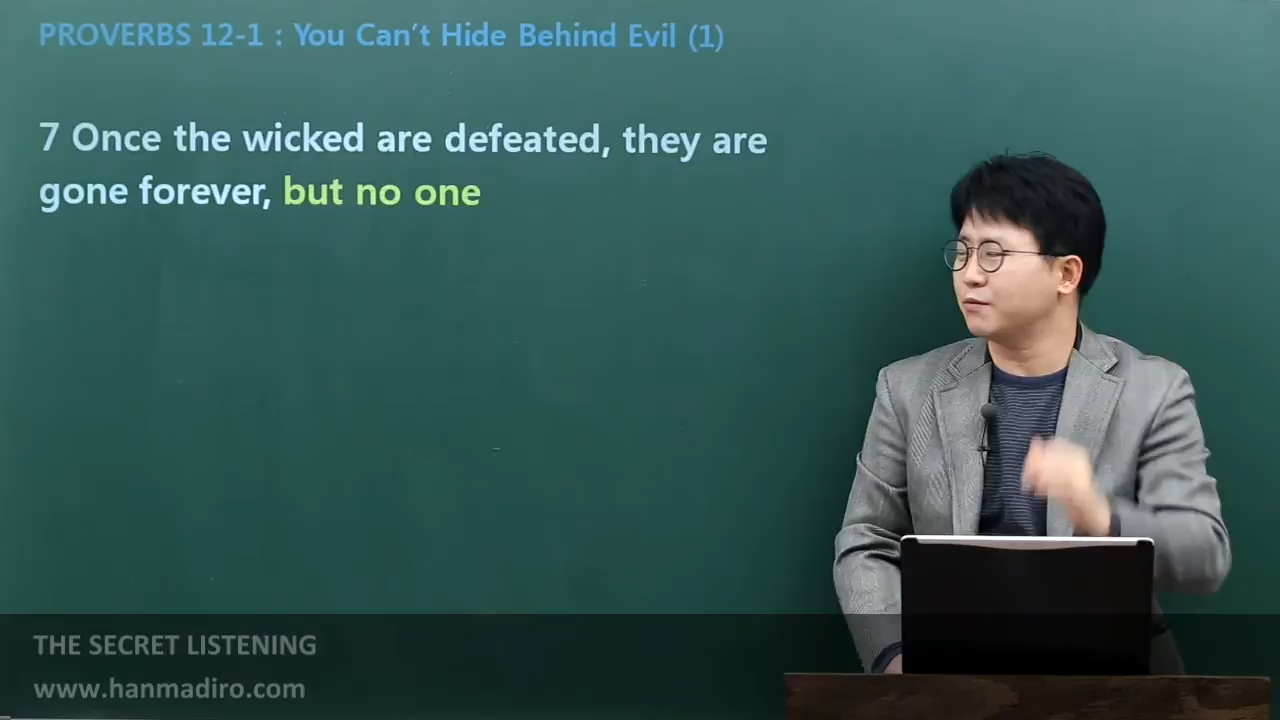 PROVERBS 12-1 : You Can't Hide Behind Evil (1)
7 Once the wicked are defeated, they are
gone forever, but no one
THE SECRET LISTENING
www.hanmadiro.com